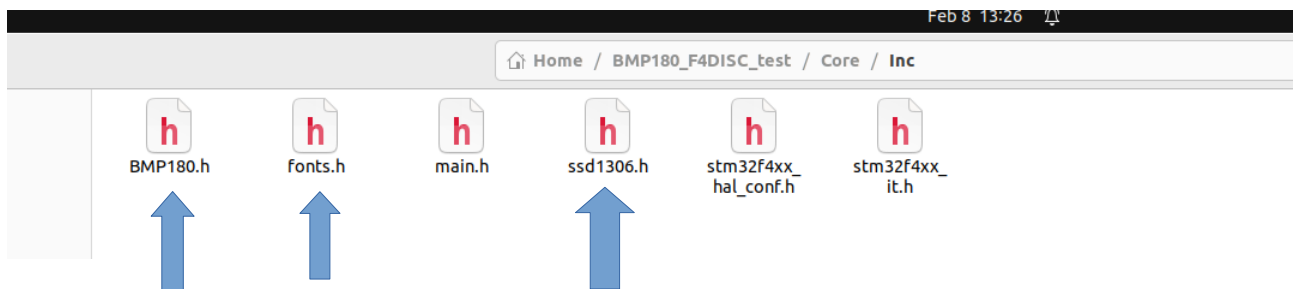 Feb 8 13:26
Home / BMP180_F4DISC_test / Core / Inc
h h h h h h
BMP180.h fonts.h main.h ssd1306.h stm32f4xx_ stm32f4xx_
hal_conf.h it.h